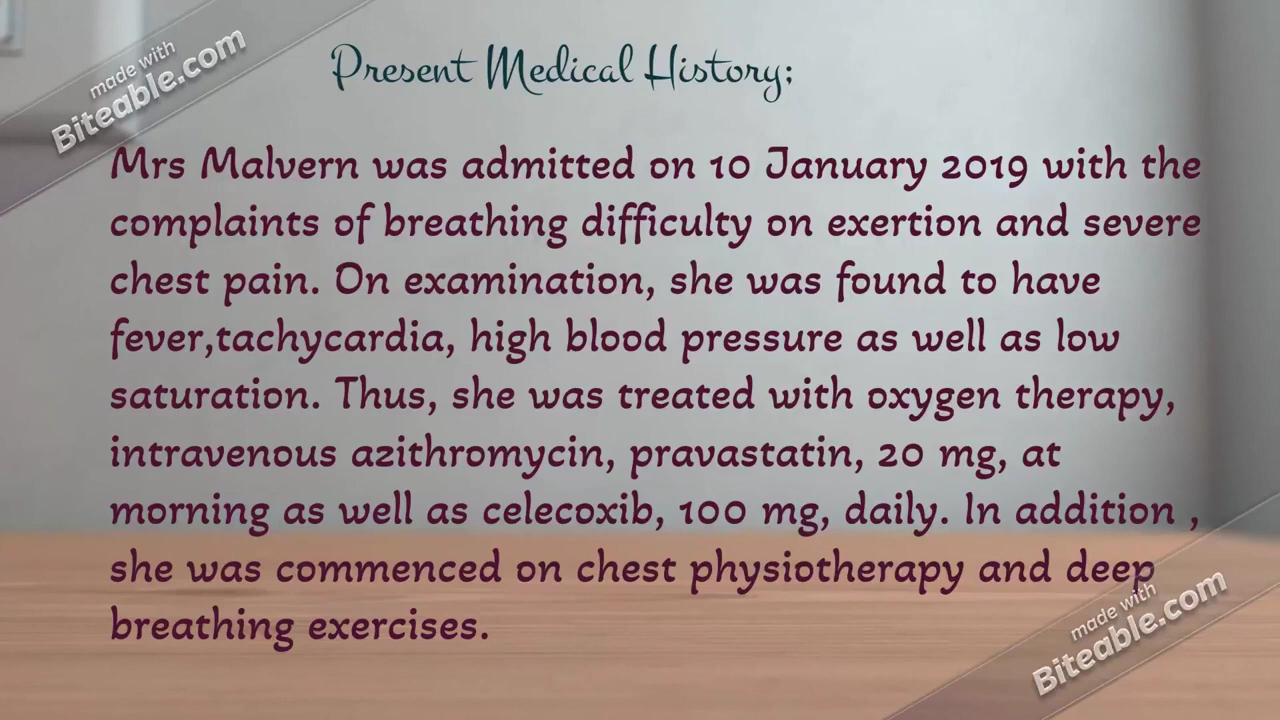 made with
Biteable.com
Present Medical History;
Mrs Malvern was admitted on 10 January 2019 with the
complaints of breathing difficulty on exertion and severe
chest pain. On examination, she was found to have
fever,tachycardia, high blood pressure as well as low
saturation. Thus, she was treated with oxygen therapy,
intravenous azithromycin, pravastatin, 20 mg, at
morning as well as celecoxib, 100 mg, daily. In addition ,
she was commenced on chest physiotherapy and deep
breathing exercises.
made with
Biteable.com